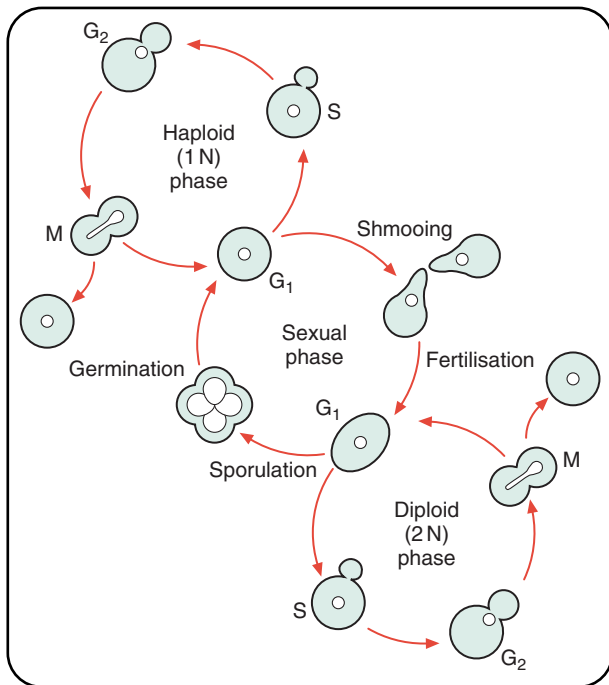 G₂
S
Haploid
(1 N)
phase
M
Shmooing
G₁
Sexual
phase
Germination
Fertilisation
G₁
Sporulation
M
Diploid
(2 N)
phase
S
G₂